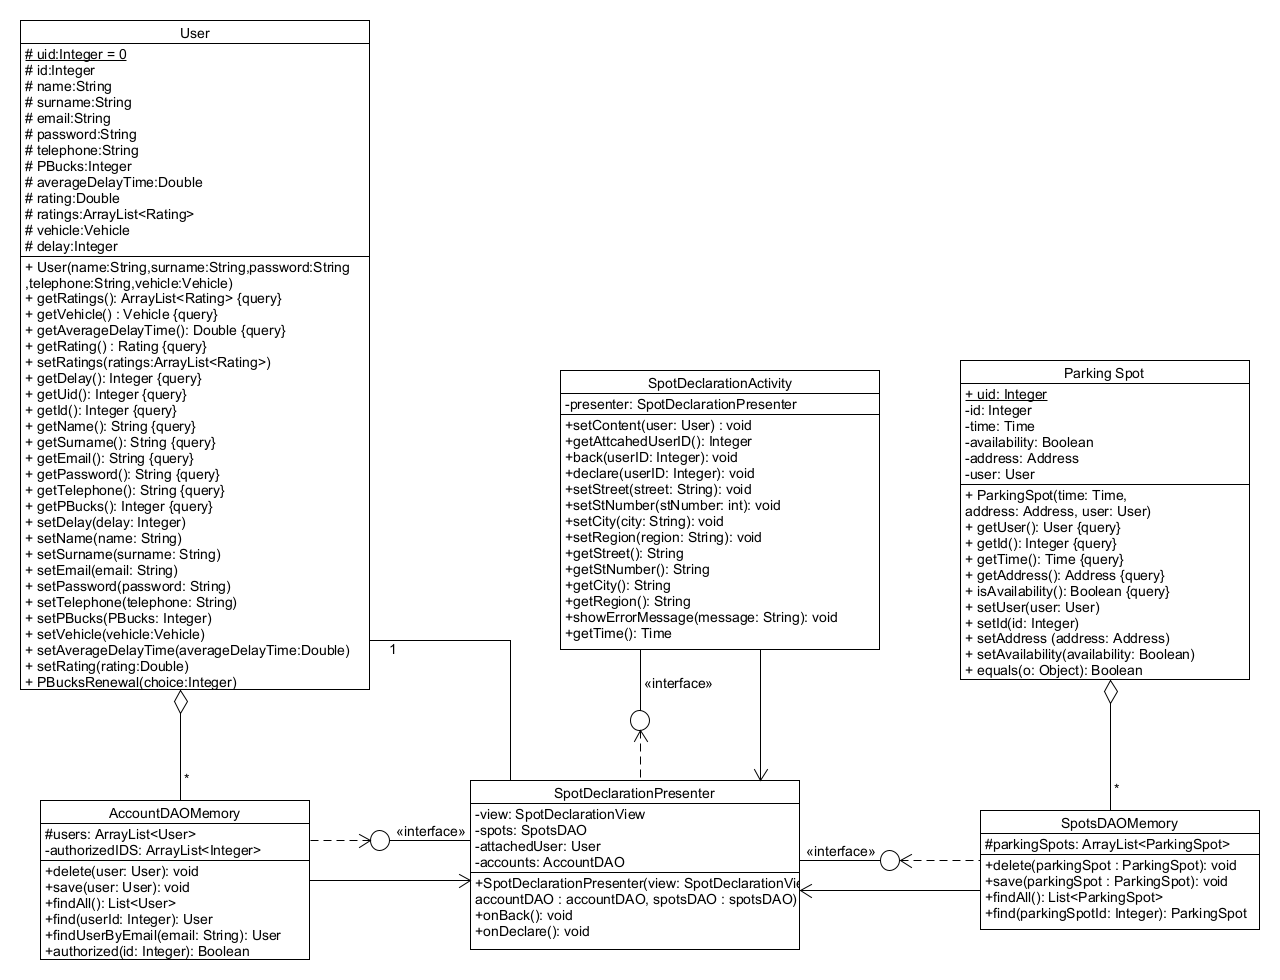 User
# uid:Integer = 0
# id:Integer
# name:String
# surname:String
# email:String
# password:String
# telephone:String
# PBucks:Integer
# averageDelayTime:Double
# rating:Double
# ratings:ArrayList<Rating>
# vehicle:Vehicle
# delay:Integer
+ User(name:String,surname:String,password:String
,telephone:String,vehicle:Vehicle)
+ getRatings(): ArrayList<Rating> {query}
+ getVehicle() : Vehicle {query}
+ getAverageDelayTime(): Double {query}
+ getRating() : Rating {query}
+ setRatings(ratings:ArrayList<Rating>)
+ getDelay(): Integer {query}
+ getUid(): Integer {query}
+ getId(): Integer {query}
+ getName(): String {query}
+ getSurname(): String {query}
+ getEmail(): String {query}
+ getPassword(): String {query}
+ getTelephone(): String {query}
+ getPBucks(): Integer {query}
+ setDelay(delay: Integer)
+ setName(name: String)
+ setSurname(surname: String)
+ setEmail(email: String)
+ setPassword(password: String)
+ setTelephone(telephone: String)
+ setPBucks(PBucks: Integer)
+ setVehicle(vehicle:Vehicle)
+ setAverageDelayTime(averageDelayTime:Double)
+ setRating(rating:Double)
+ PBucksRenewal(choice:Integer)
1
*
SpotDeclarationActivity
-presenter: SpotDeclarationPresenter
+setContent(user: User) : void
+getAttcahedUserID(): Integer
+back(userID: Integer): void
+declare(userID: Integer): void
+setStreet(street: String): void
+setStNumber(stNumber: int): void
+setCity(city: String): void
+setRegion(region: String): void
+getStreet(): String
+getStNumber(): String
+getCity(): String
+getRegion(): String
+showErrorMessage(message: String): void
+getTime(): Time
«interface»
Parking Spot
+ uid: Integer
-id: Integer
-time: Time
-availability: Boolean
-address: Address
-user: User
+ ParkingSpot(time: Time,
address: Address, user: User)
+ getUser(): User {query}
+ getId(): Integer {query}
+ getTime(): Time {query}
+ getAddress(): Address {query}
+ isAvailability(): Boolean {query}
+ setUser(user: User)
+ setId(id: Integer)
+ setAddress (address: Address)
+ setAvailability(availability: Boolean)
+ equals(o: Object): Boolean
*
AccountDAOMemory
#users: ArrayList<User>
-authorizedIDS: ArrayList<Integer>
+delete(user: User): void
+save(user: User): void
+findAll(): List<User>
+find(userId: Integer): User
+findUserByEmail(email: String): User
+authorized(id: Integer): Boolean
«interface»
SpotDeclarationPresenter
-view: SpotDeclarationView
-spots: SpotsDAO
-attachedUser: User
-accounts: AccountDAO
+SpotDeclarationPresenter(view: SpotDeclarationVie
accountDAO : accountDAO, spotsDAO : spotsDAO)
+onBack(): void
+onDeclare(): void
«interface»
SpotsDAOMemory
#parkingSpots: ArrayList<ParkingSpot>
+delete(parkingSpot : ParkingSpot): void
+save(parkingSpot : ParkingSpot): void
+findAll(): List<ParkingSpot>
+find(parkingSpotId: Integer): ParkingSpot